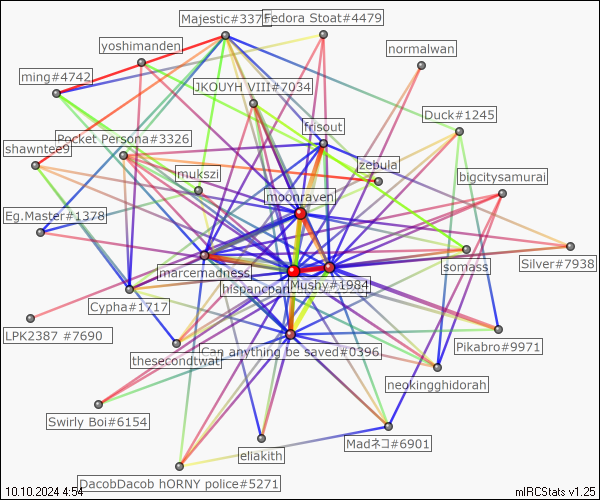 Majestic#337
Fedora Stoat#4479
yoshimanden
normalwan
ming#4742
JKOUYH VIII#7034
Duck#1245
frisout
Pocket Persona#3326
shawntee9
zebula
mukszi
bigcitysamurai
moonraven
Eg.Master#1378
somass
Silver#7938
marcemadness
hispancpan
Mushy#1984
Cypha#1717
LPK2387 #7690
thesecondtwat
Can anything be saved#0396
Pikabro#9971
neokingghidorah
Swirly Boi#6154
Madネコ#6901
eliakith
DacobDacob hORNY police#5271
10.10.2024 4:54
mIRCStats v1.25